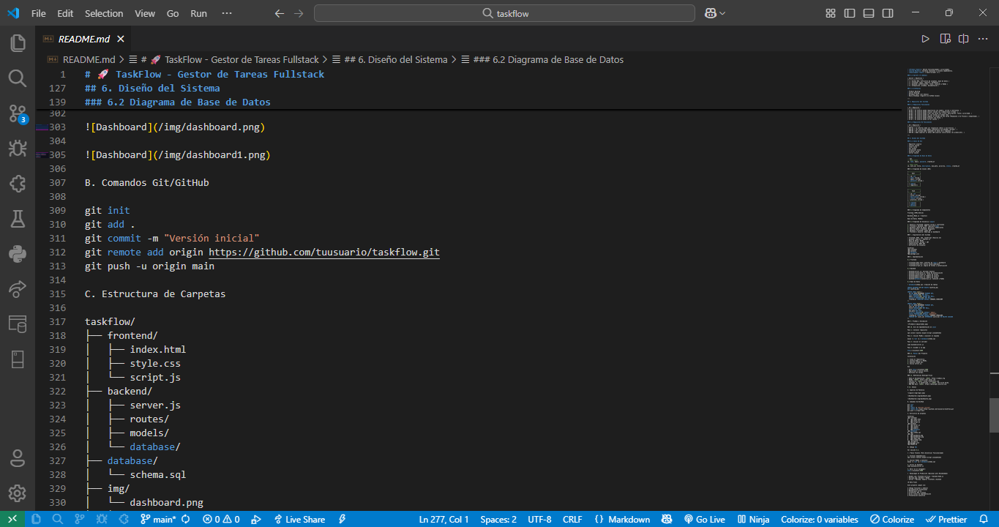 File Edit Selection View Go Run ··· taskflow
README.md
README.md > # 🚀 TaskFlow - Gestor de Tareas Fullstack > ## 6. Diseño del Sistema > ### 6.2 Diagrama de Base de Datos
1 # 🚀 TaskFlow - Gestor de Tareas Fullstack
127 ## 6. Diseño del Sistema
139 ### 6.2 Diagrama de Base de Datos
302
303 ![Dashboard](/img/dashboard.png)
304
305 ![Dashboard](/img/dashboard1.png)
306
307 B. Comandos Git/GitHub
308
309 git init
310 git add .
311 git commit -m "Versión inicial"
312 git remote add origin https://github.com/tuusuario/taskflow.git
313 git push -u origin main
314
315 C. Estructura de Carpetas
316
317 taskflow/
318 ├── frontend/
319 │   ├── index.html
320 │   ├── style.css
321 │   └── script.js
322 ├── backend/
323 │   ├── server.js
324 │   ├── routes/
325 │   ├── models/
326 │   └── database/
327 ├── database/
328 │   └── schema.sql
329 ├── img/
330 │   └── dashboard.png
3
main* 0 0 Live Share Ln 277, Col 1 Spaces: 2 UTF-8 CRLF {} Markdown Go Live Ninja Colorize: 0 variables Colorize Prettier